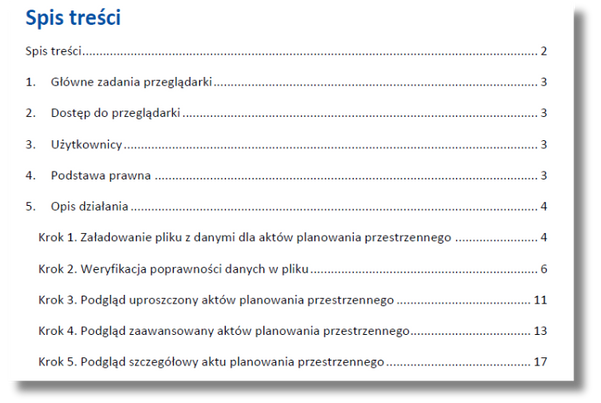 Spis treści
Spis treści........................................................................................................ 2
1. Główne zadania przeglądarki........................................................................ 3
2. Dostęp do przeglądarki................................................................................ 3
3. Użytkownicy................................................................................................ 3
4. Podstawa prawna ....................................................................................... 3
5. Opis działania.............................................................................................. 4
Krok 1. Załadowanie pliku z danymi dla aktów planowania przestrzennego .................... 4
Krok 2. Weryfikacja poprawności danych w pliku.................................................... 6
Krok 3. Podgląd uproszczony aktów planowania przestrzennego ............................... 11
Krok 4. Podgląd zaawansowany aktów planowania przestrzennego............................ 13
Krok 5. Podgląd szczegółowy aktu planowania przestrzennego .................................. 17